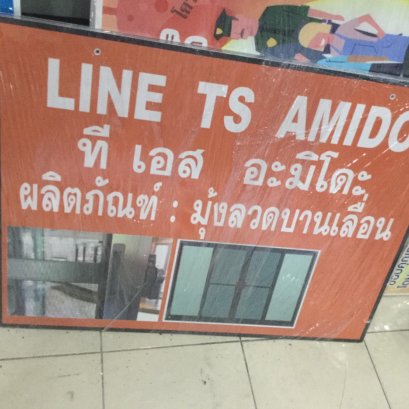 LINE TS AMIDO
ที เอส อะมิโดะ
ผลิตภัณฑ์ : มุ้งลวดบานเลื่อน